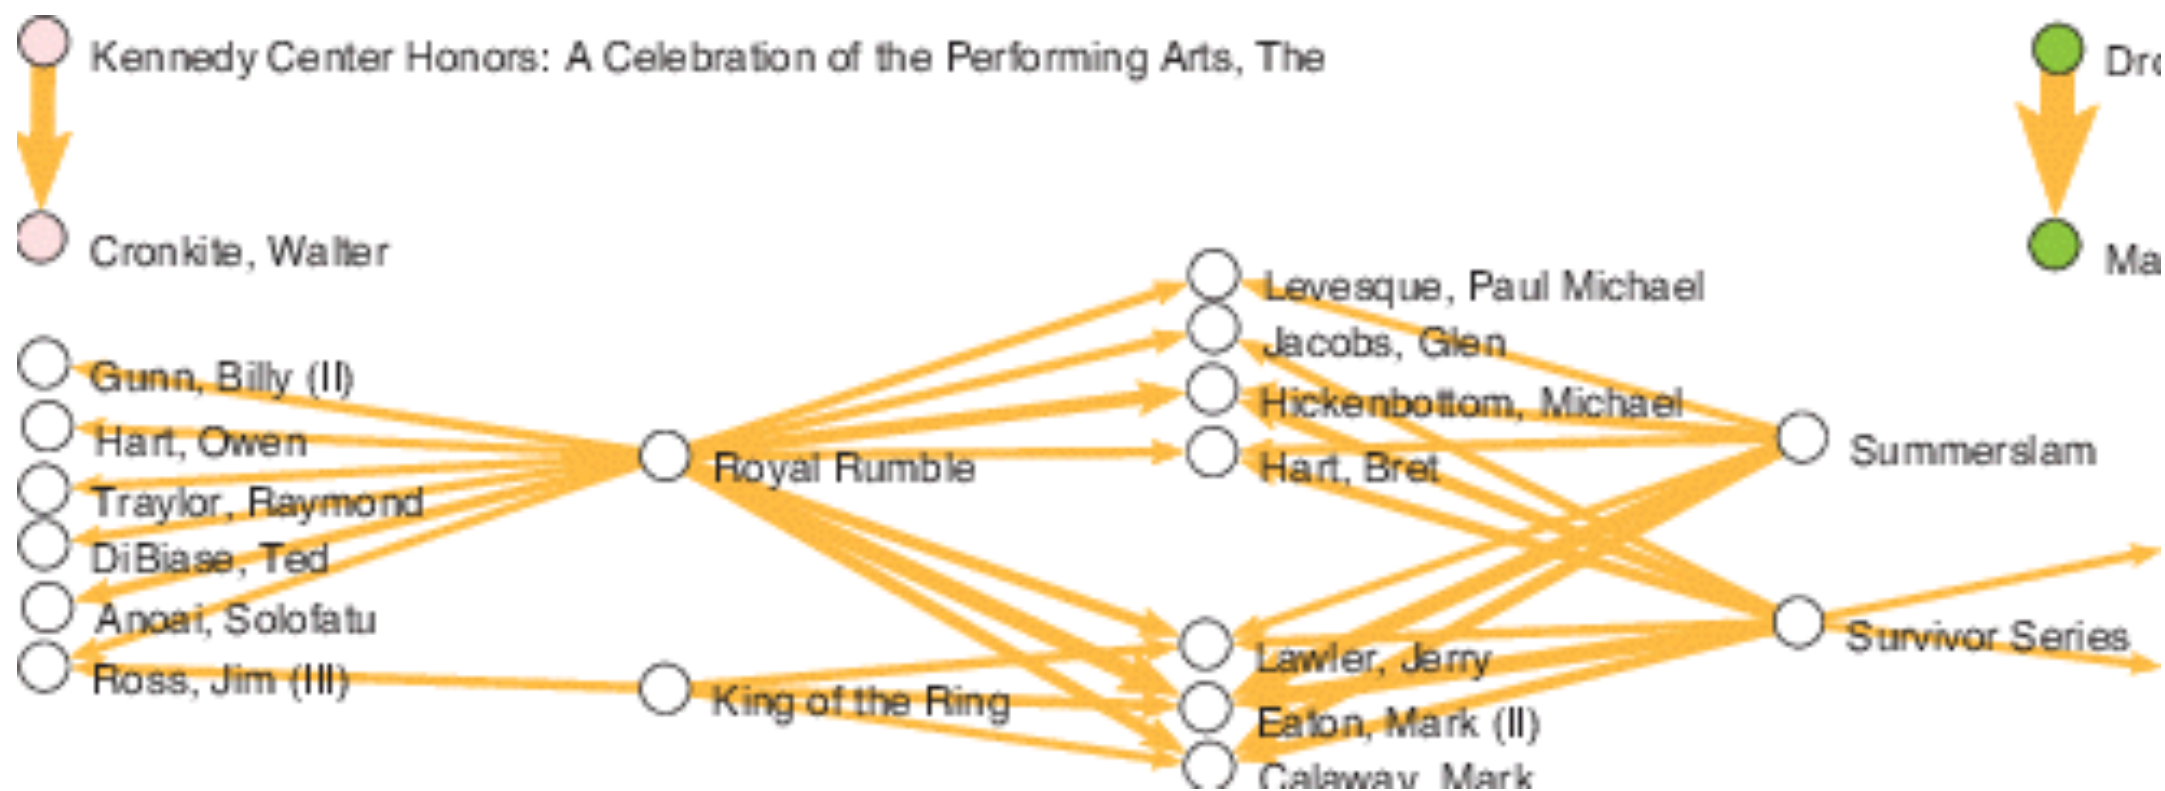 Kennedy Center Honors: A Celebration of the Performing Arts, The
Cronkite, Walter
Levesque, Paul Michael
Jacobs, Glen
Gunn, Billy (II)
Hickenbottom, Michael
Hart, Owen
Summerslam
Royal Rumble
Hart, Bret
Traylor, Raymond
DiBiase, Ted
Anoai, Solofatu
Survivor Series
Lawler, Jerry
Ross, Jim (III)
King of the Ring
Eaton, Mark (II)
Calaway, Mark